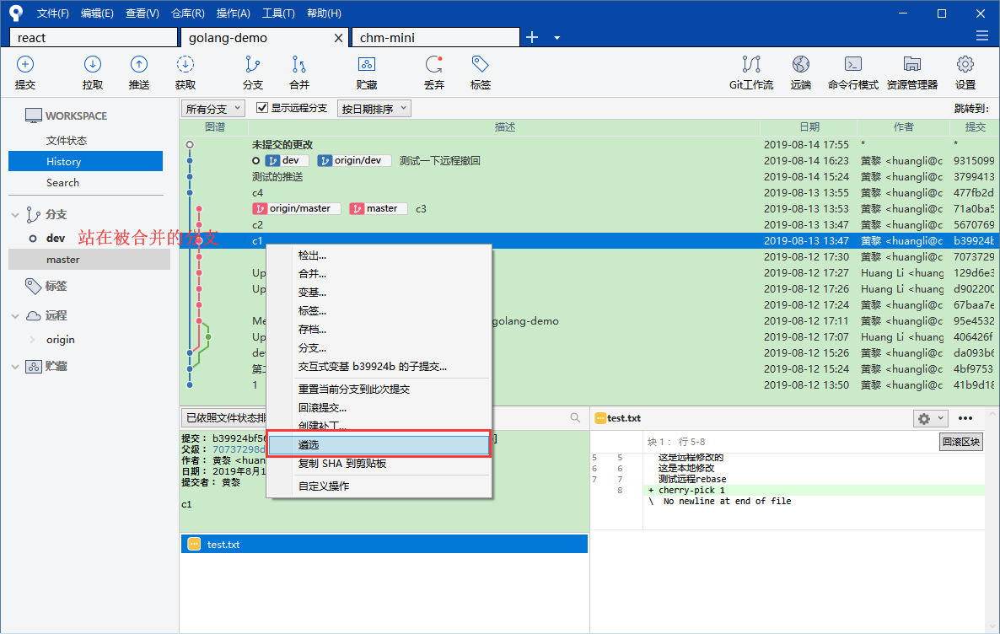 文件(F) 编辑(E) 查看(V) 仓库(R) 操作(A) 工具(T) 帮助(H)
react golang-demo chm-mini
提交 拉取 推送 获取 分支 合并 贮藏 丢弃 标签 Git工作流 远端 命令行模式 资源管理器 设置
所有分支 显示远程分支 按日期排序 跳转到:
WORKSPACE
文件状态
History
Search
分支
dev 站在被合并的分支
master
标签
远程
origin
贮藏
图谱 描述 日期 作者 提交
未提交的更改 2019-08-14 17:55 * *
dev origin/dev 测试一下远程撤回 2019-08-14 16:23 黄黎 <huangli@c 9315099
测试的推送 2019-08-14 15:24 黄黎 <huangli@c 3799413
c4 2019-08-13 13:55 黄黎 <huangli@c 477fb2d
origin/master master c3 2019-08-13 13:53 黄黎 <huangli@c 71a0ba5
c2 2019-08-13 13:47 黄黎 <huangli@c 5670769
c1 2019-08-13 13:47 黄黎 <huangli@c b39924b
2019-08-12 17:30 黄黎 <huangli@c 7073729
Up 2019-08-12 17:27 Huang Li <huang 129d6e3
Up 2019-08-12 17:26 Huang Li <huang d902200
2019-08-12 17:24 黄黎 <huangli@c 67baa7e
Me golang-demo 2019-08-12 17:11 黄黎 <huangli@c 95e4532
Up 2019-08-12 17:07 Huang Li <huang 406426f
de 2019-08-12 15:26 黄黎 <huangli@c da093b6
第二 2019-08-12 15:24 黄黎 <huangli@c 4bf9753
1 2019-08-12 13:50 黄黎 <huangli@c 41b9d18
检出...
合并...
变基...
标签...
存档...
分支...
交互式变基 b39924b 的子提交...
重置当前分支到此次提交
回滚提交...
创建补丁...
遴选
复制 SHA 到剪贴板
自定义操作
已依照文件状态排
提交： b39924bf56 ]
父级： 70737298d
作者： 黄黎 <huan
日期： 2019年8月1
提交者： 黄黎
c1
test.txt
test.txt
块 1： 行 5-8 回滚区块
5 5 这是远程修改的
6 6 这是本地修改
7 7 测试远程rebase
8 + cherry-pick 1
\ No newline at end of file